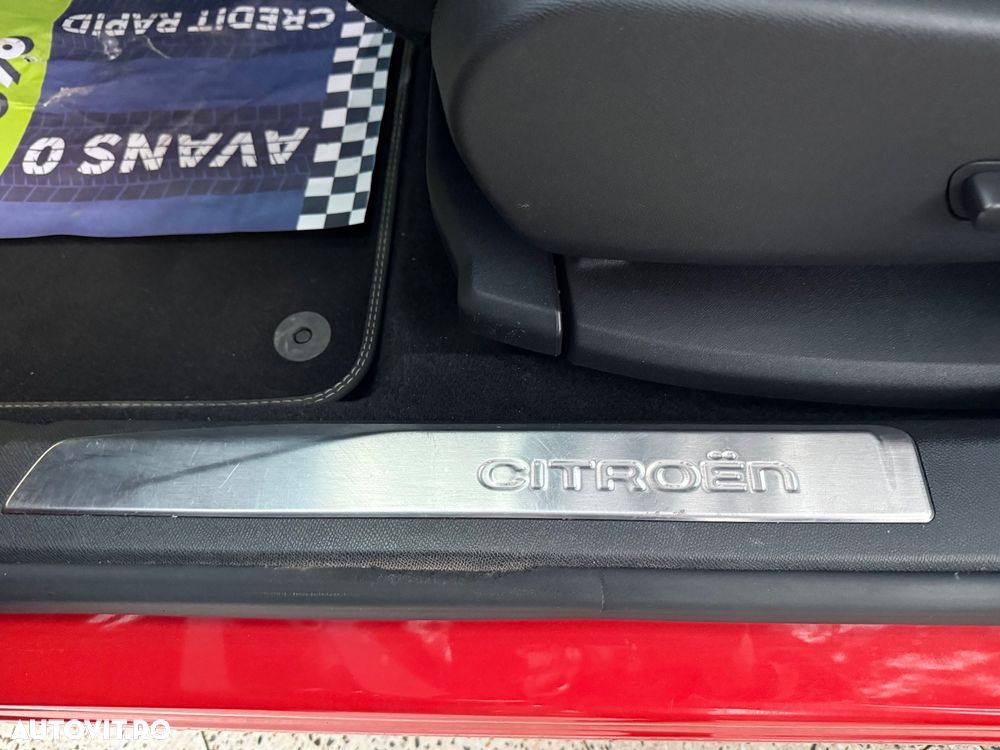 AVANS 0
CREDIT RAPID
CITROËN
AUTOVIT.RO